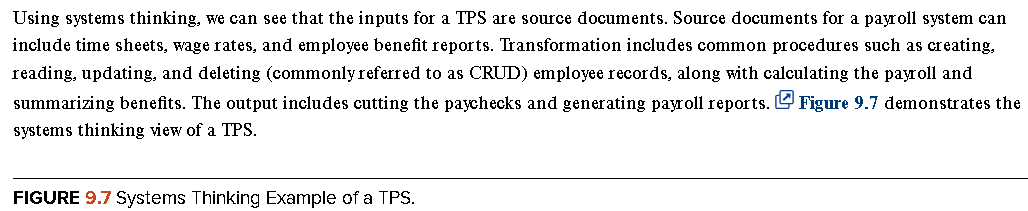 Using systems thinking, we can see that the inputs for a TPS are source documents. Source documents for a payroll system can
include time sheets, wage rates, and employee benefit reports. Transformation includes common procedures such as creating,
reading, updating, and deleting (commonly referred to as CRUD) employee records, along with calculating the payroll and
summarizing benefits. The output includes cutting the paychecks and generating payroll reports. Figure 9.7 demonstrates the
systems thinking view of a TPS.
FIGURE 9.7 Systems Thinking Example of a TPS.